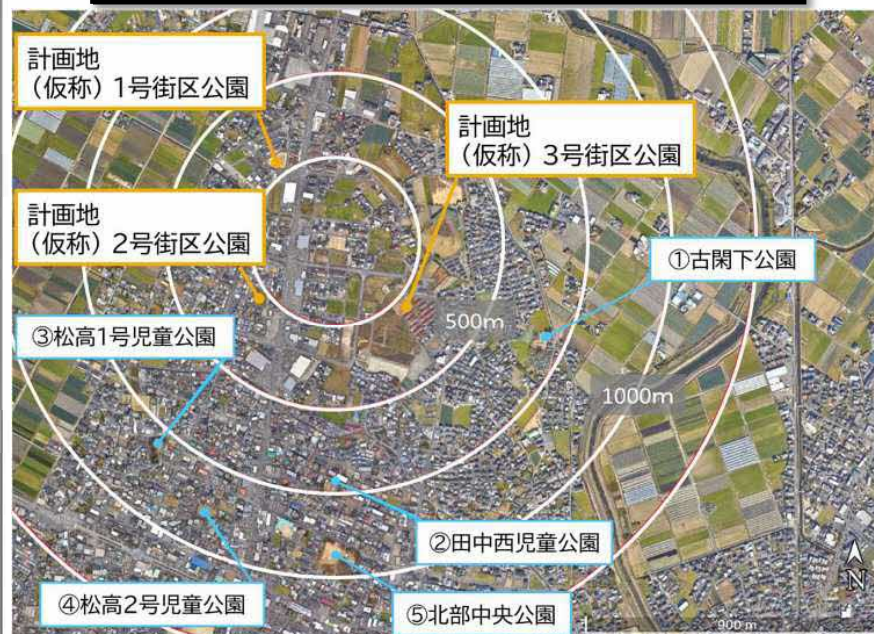 計画地
(仮称) 1号街区公園
計画地
(仮称) 3号街区公園
計画地
(仮称) 2号街区公園
①古閑下公園
500m
③松高1号児童公園
1000m
②田中西児童公園
④松高2号児童公園
⑤北部中央公園
N
900 m